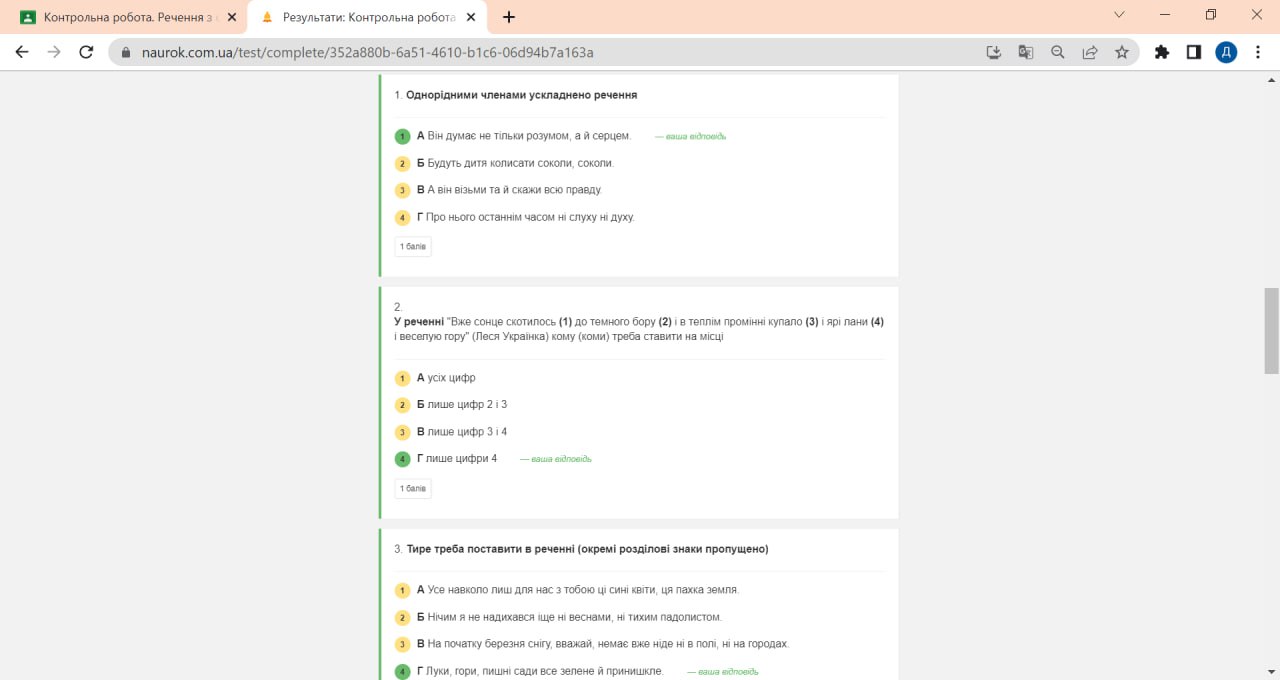 Контрольна робота. Речення з
Результати: Контрольна робота
naurok.com.ua/test/complete/352a880b-6a51-4610-b1c6-06d94b7a163a
Д
1. Однорідними членами ускладнено речення
1 А Він думає не тільки розумом, а й серцем. — ваша відповідь
2 Б Будуть дитя колисати соколи, соколи.
3 В А він візьми та й скажи всю правду.
4 Г Про нього останнім часом ні слуху ні духу.
1 балів
2.
У реченні "Вже сонце скотилось (1) до темного бору (2) і в теплім промінні купало (3) і ярі лани (4)
і веселую гору" (Леся Українка) кому (коми) треба ставити на місці
1 А усіх цифр
2 Б лише цифр 2 і 3
3 В лише цифр 3 і 4
4 Г лише цифри 4 — ваша відповідь
1 балів
3. Тире треба поставити в реченні (окремі розділові знаки пропущено)
1 А Усе навколо лиш для нас з тобою ці сині квіти, ця пахка земля.
2 Б Нічим я не надихався іще ні веснами, ні тихим падолистом.
3 В На початку березня снігу, вважай, немає вже ніде ні в полі, ні на городах.
4 Г Луки, гори, пишні сади все зелене й принишкле. — ваша відповідь